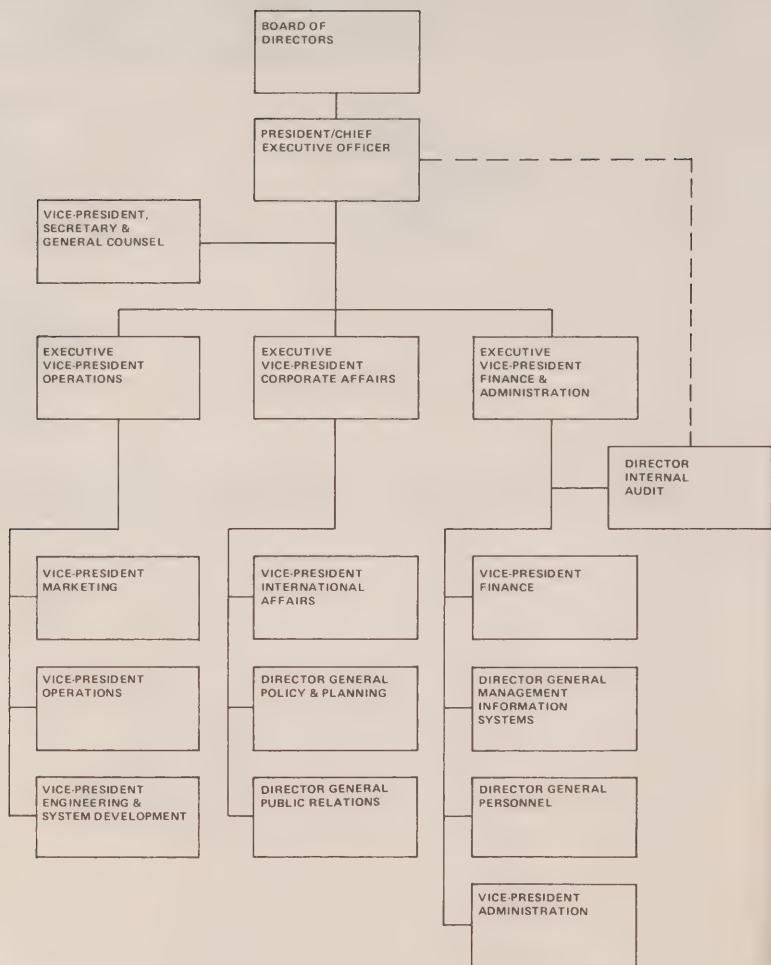 BOARD OF
DIRECTORS
PRESIDENT/CHIEF
EXECUTIVE OFFICER
VICE-PRESIDENT,
SECRETARY &
GENERAL COUNSEL
EXECUTIVE
VICE-PRESIDENT
OPERATIONS
EXECUTIVE
VICE-PRESIDENT
CORPORATE AFFAIRS
EXECUTIVE
VICE-PRESIDENT
FINANCE &
ADMINISTRATION
DIRECTOR
INTERNAL
AUDIT
VICE-PRESIDENT
MARKETING
VICE-PRESIDENT
INTERNATIONAL
AFFAIRS
VICE-PRESIDENT
FINANCE
VICE-PRESIDENT
OPERATIONS
DIRECTOR GENERAL
POLICY & PLANNING
DIRECTOR GENERAL
MANAGEMENT
INFORMATION
SYSTEMS
VICE-PRESIDENT
ENGINEERING &
SYSTEM DEVELOPMENT
DIRECTOR GENERAL
PUBLIC RELATIONS
DIRECTOR GENERAL
PERSONNEL
VICE-PRESIDENT
ADMINISTRATION